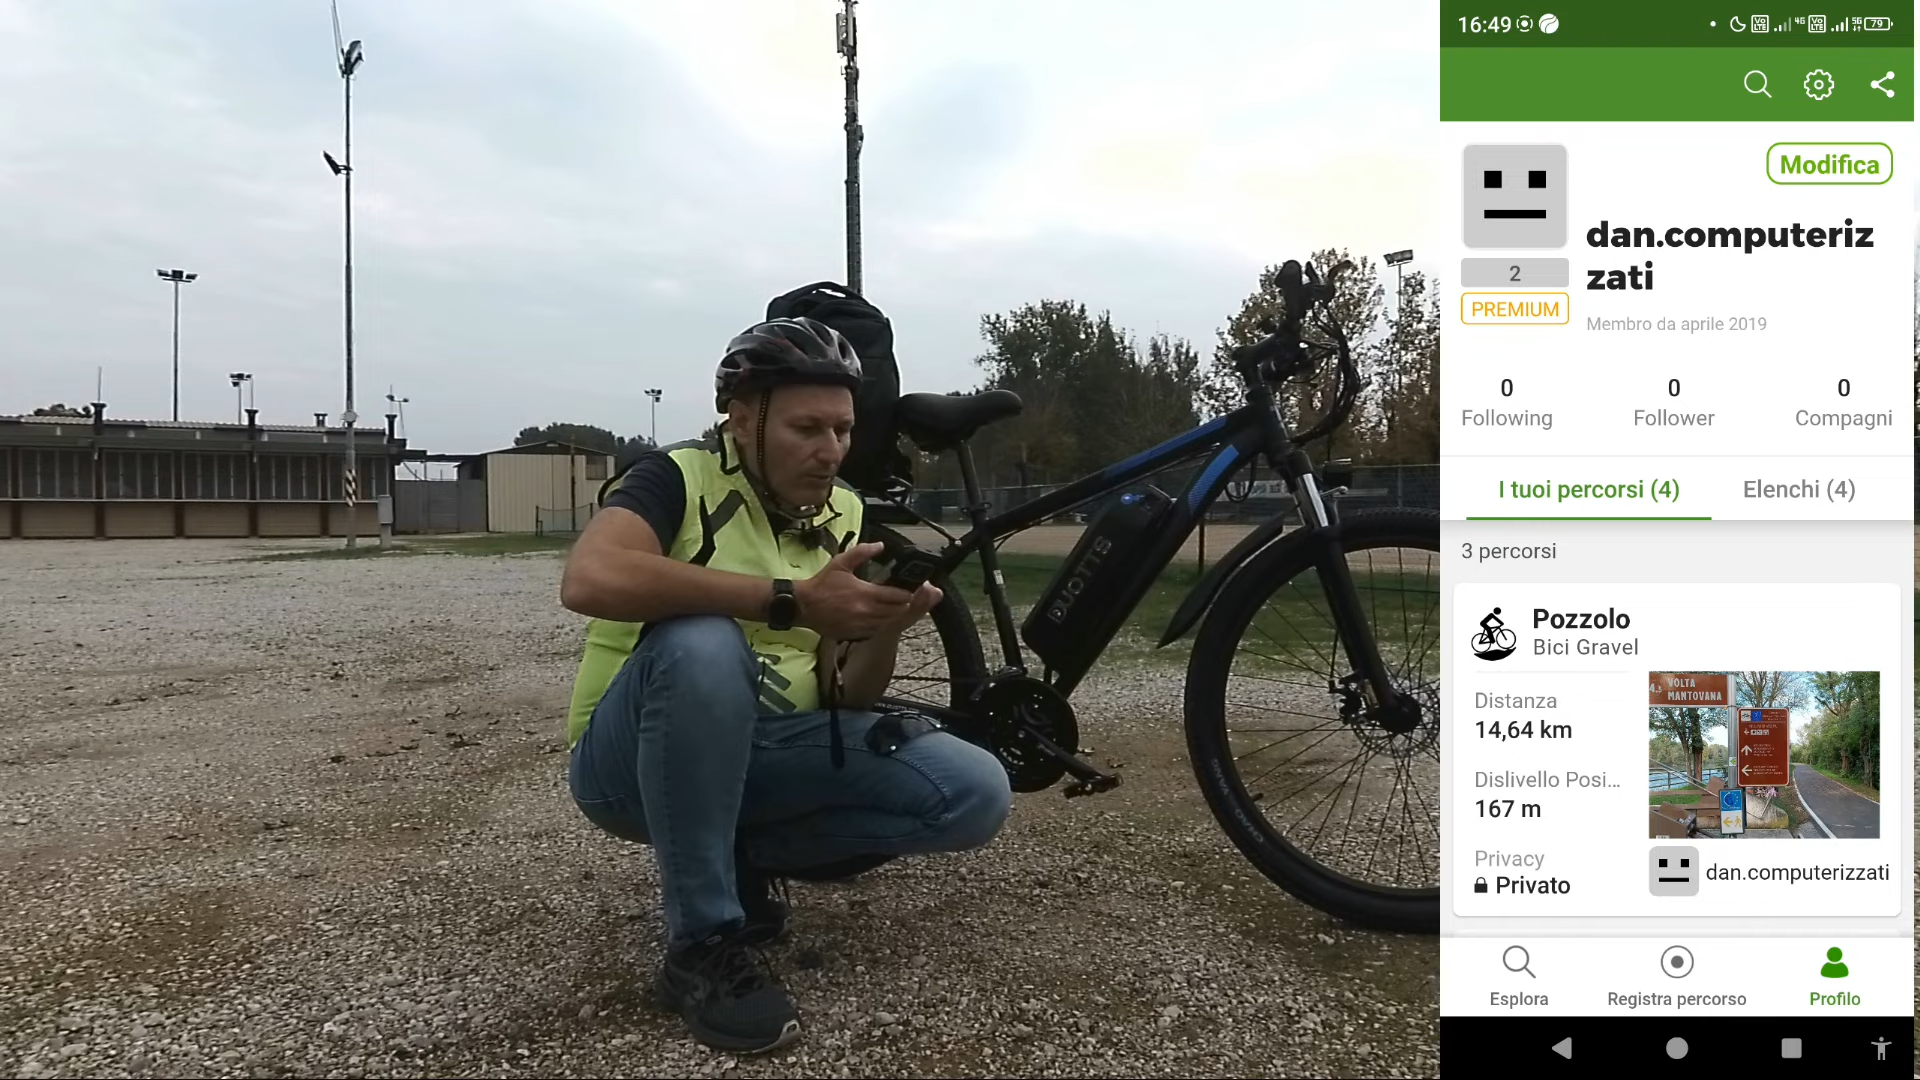 16:49
79
Modifica
dan.computeriz
zati
2
PREMIUM
Membro da aprile 2019
0
Following
0
Follower
0
Compagni
I tuoi percorsi (4)
Elenchi (4)
3 percorsi
Pozzolo
Bici Gravel
Distanza
14,64 km
Dislivello Posi...
167 m
Privacy
Privato
VOLTA
MANTOVANA
dan.computerizzati
Esplora
Registra percorso
Profilo
DUOTTS